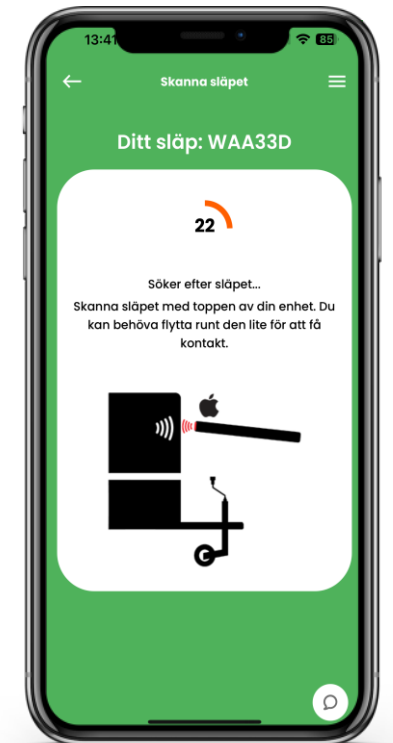 13:41
85
Skanna släpet
Ditt släp: WAA33D
22
Söker efter släpet...
Skanna släpet med toppen av din enhet. Du
kan behöva flytta runt den lite för att få
kontakt.